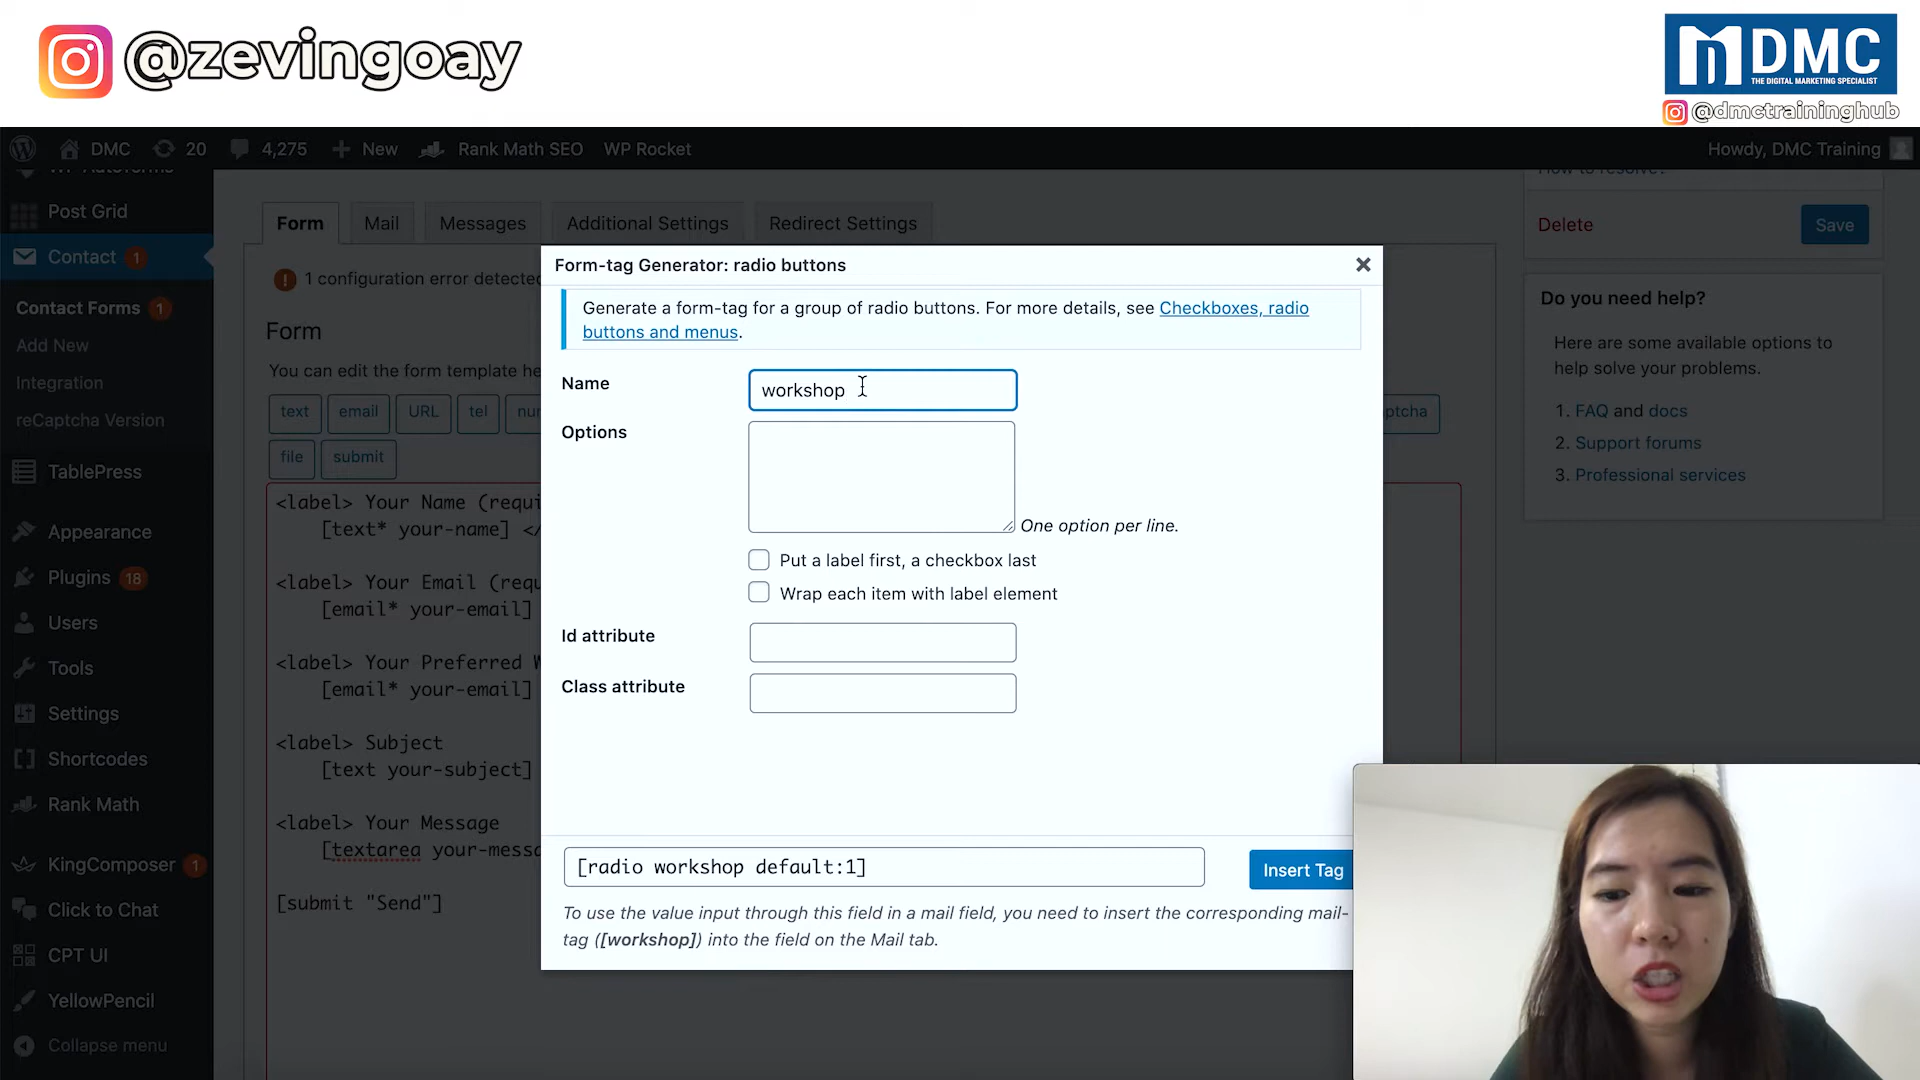 @zevingoay
DMC
THE DIGITAL MARKETING SPECIALIST
@dmctraininghub
DMC 20 4,275 New Rank Math SEO WP Rocket Howdy, DMC Training
WP AutoForms
Post Grid
Contact 1
Contact Forms 1
Add New
Integration
reCaptcha Version
TablePress
Appearance
Plugins 18
Users
Tools
Settings
Shortcodes
Rank Math
KingComposer 1
Click to Chat
CPT UI
YellowPencil
Collapse menu
Form Mail Messages Additional Settings Redirect Settings
1 configuration error detected
Form
You can edit the form template he
text email URL tel
file submit
<label> Your Name (requi
[text* your-name] </
<label> Your Email (requ
[email* your-email]
<label> Your Preferred W
[email* your-email]
<label> Subject
[text your-subject]
<label> Your Message
[textarea your-messa
[submit "Send"]
Form-tag Generator: radio buttons
Generate a form-tag for a group of radio buttons. For more details, see Checkboxes, radio
buttons and menus.
Name
workshop
Options
One option per line.
Put a label first, a checkbox last
Wrap each item with label element
Id attribute
Class attribute
[radio workshop default:1]
Insert Tag
To use the value input through this field in a mail field, you need to insert the corresponding mail-
tag ([workshop]) into the field on the Mail tab.
How to resolve?
Delete
Save
Do you need help?
Here are some available options to
help solve your problems.
1. FAQ and docs
2. Support forums
3. Professional services